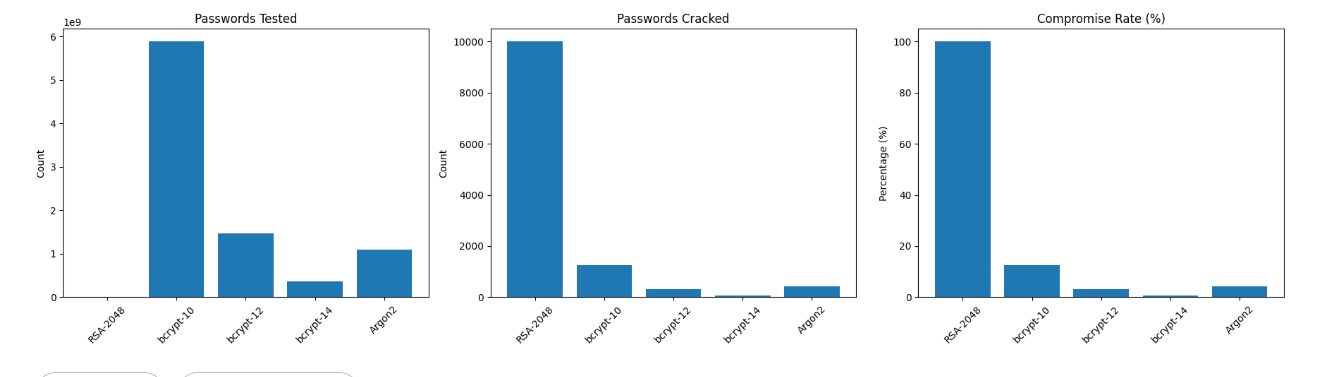 Passwords Tested
1e9
6
5
4
3
2
1
0
Count
RSA-2048
bcrypt-10
bcrypt-12
bcrypt-14
Argon2
Passwords Cracked
10000
8000
6000
4000
2000
0
Count
RSA-2048
bcrypt-10
bcrypt-12
bcrypt-14
Argon2
Compromise Rate (%)
100
80
60
40
20
0
Percentage (%)
RSA-2048
bcrypt-10
bcrypt-12
bcrypt-14
Argon2